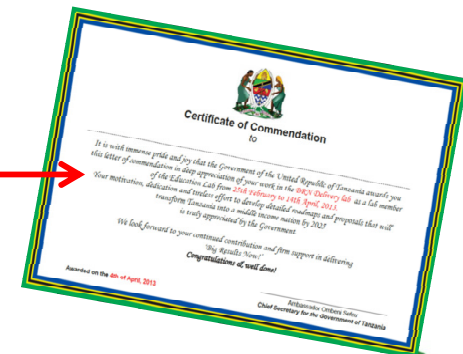 Certificate of Commendation
to
It is with immense pride and joy that the Government of the United Republic of Tanzania awards you
this letter of commendation in deep appreciation of your work in the BRN Delivery lab as a lab member
of the Education Lab from 25th February to 14th April, 2013.
Your motivation, dedication and tireless effort to develop detailed roadmaps and proposals that will
transform Tanzania into a middle income nation by 2025
is truly appreciated by the Government
We look forward to your continued contribution and firm support in delivering
'Big Results Now!'
Congratulations & well done!
Awarded on the of April, 2013
Ambassador Ombeni Sefue
Chief Secretary for the Government of Tanzania